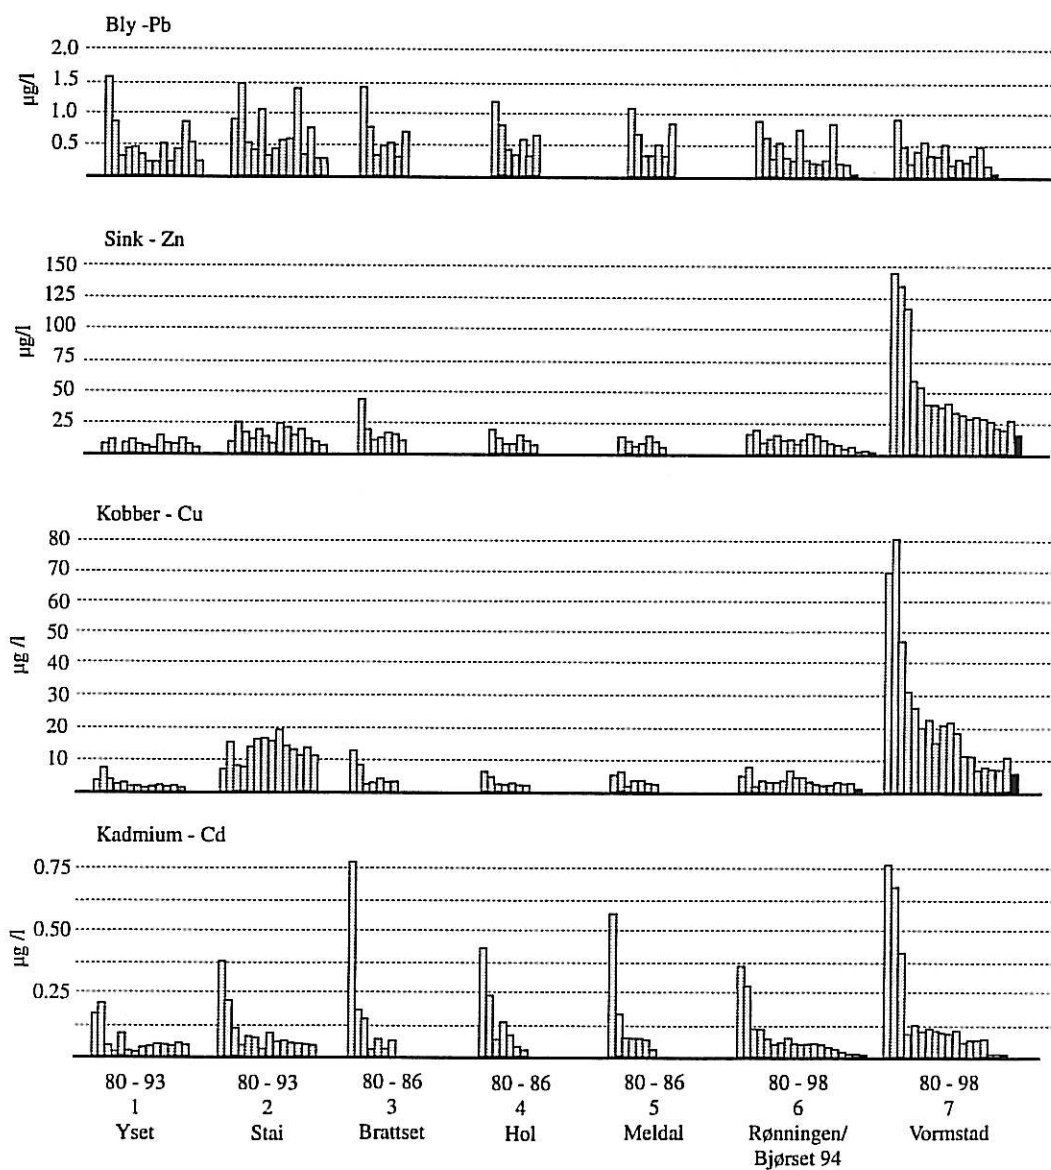 Bly -Pb
µg/l
2.0
1.5
1.0
0.5
Sink - Zn
µg/l
150
125
100
75
50
25
Kobber - Cu
µg /l
80
70
60
50
40
30
20
10
Kadmium - Cd
µg /l
0.75
0.50
0.25
80 - 93 80 - 93 80 - 86 80 - 86 80 - 86 80 - 98 80 - 98
1 2 3 4 5 6 7
Yset Stai Brattset Hol Meldal Rønningen/ Vormstad
Bjørset 94